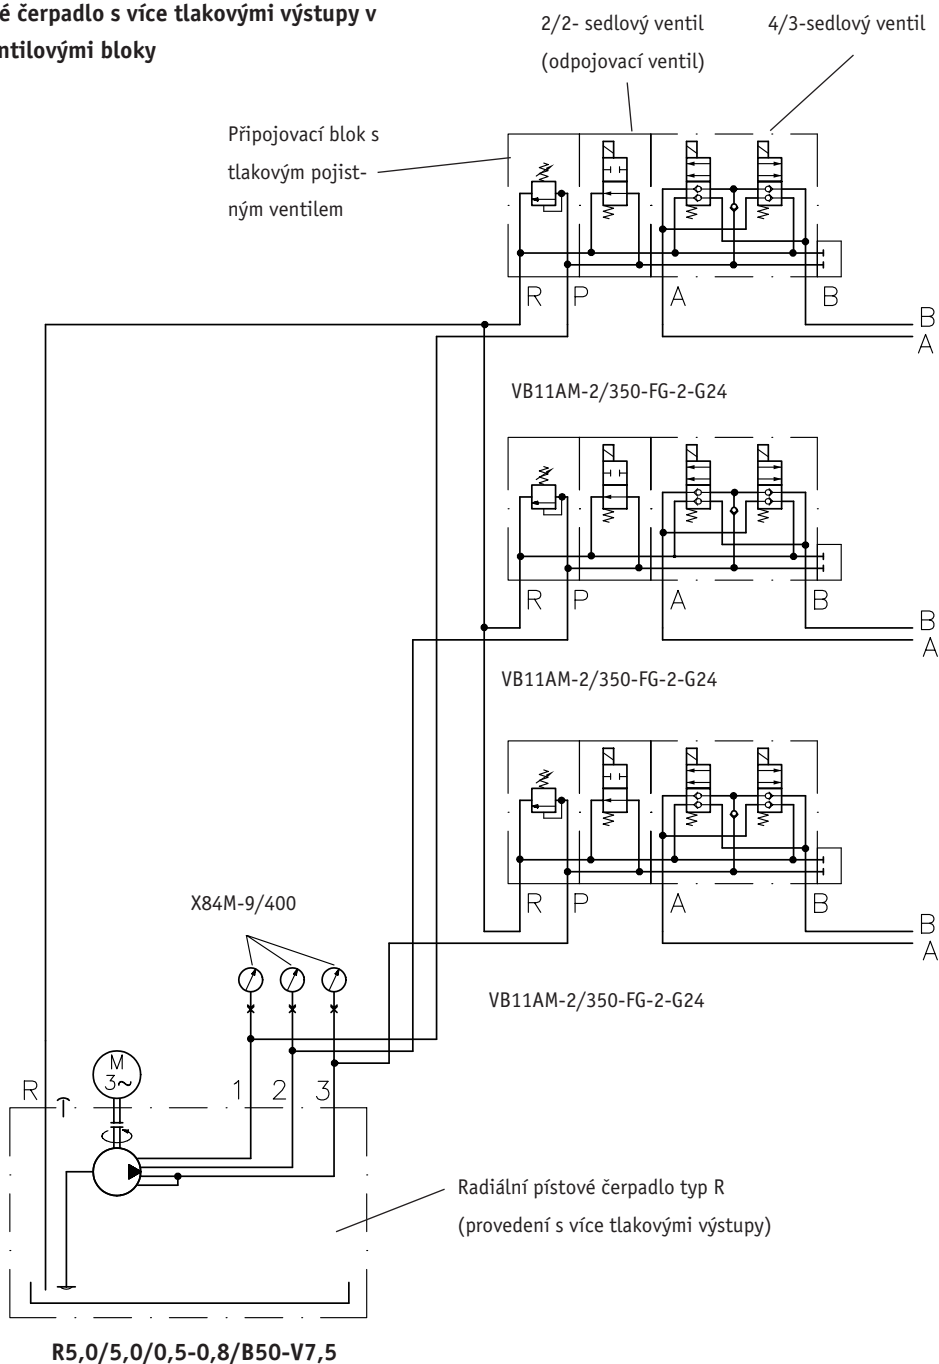 é čerpadlo s více tlakovými výstupy v
ntilovými bloky
2/2- sedlový ventil
(odpojovací ventil)
4/3-sedlový ventil
Připojovací blok s
tlakovým pojist-
ným ventilem
R P A B
B
A
VB11AM-2/350-FG-2-G24
R P A B
B
A
VB11AM-2/350-FG-2-G24
R P A B
B
A
VB11AM-2/350-FG-2-G24
X84M-9/400
M
3~
R 1 2 3
Radiální pístové čerpadlo typ R
(provedení s více tlakovými výstupy)
R5,0/5,0/0,5-0,8/B50-V7,5